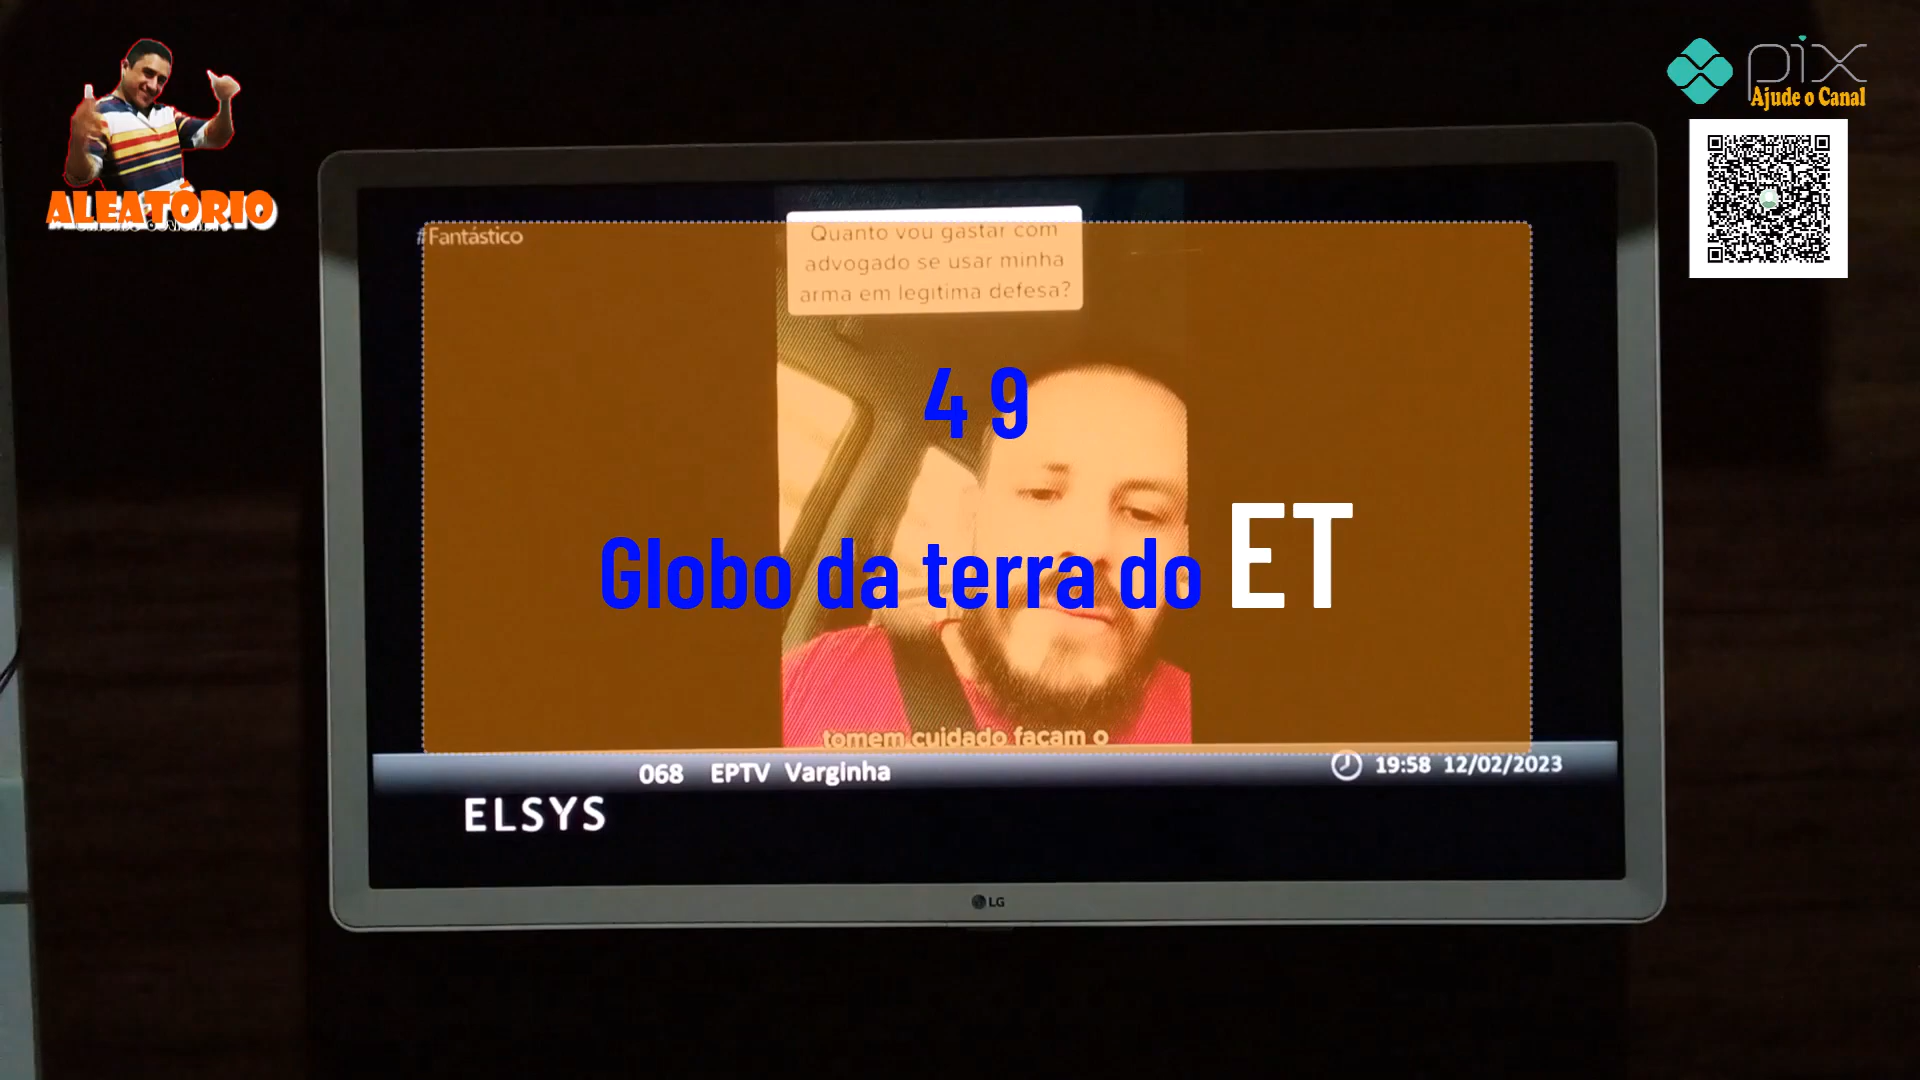 ALEATÓRIO
pix
Ajude o Canal
#Fantástico
Quanto vou gastar com
advogado se usar minha
arma em legítima defesa?
4 9
Globo da terra do ET
tomem cuidado façam o
068 EPTV Varginha
19:58 12/02/2023
ELSYS
LG